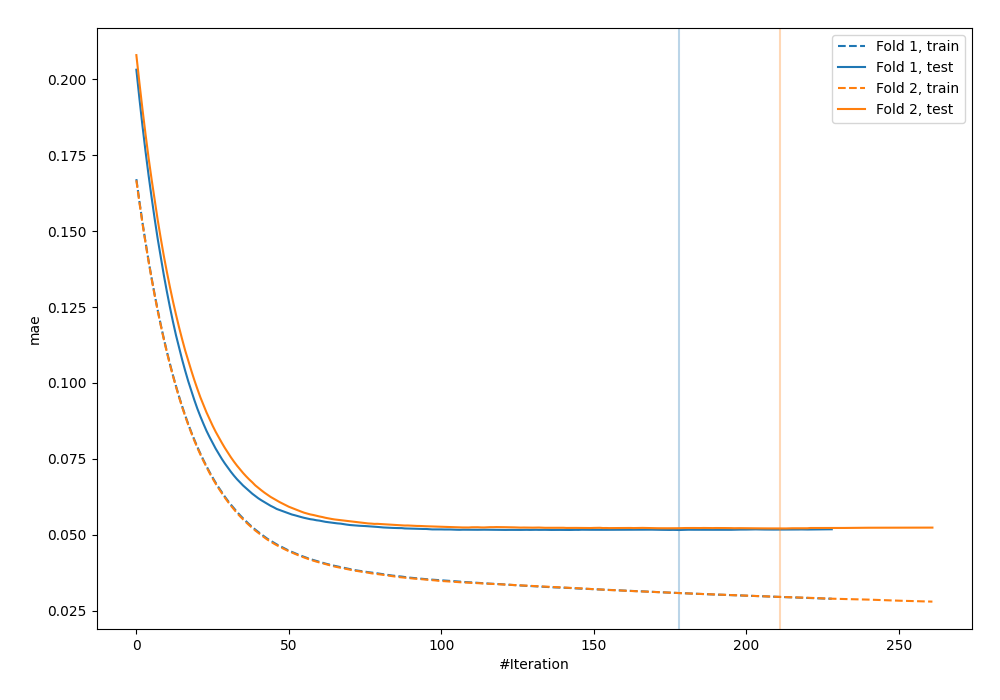 Fold 1, train
Fold 1, test
Fold 2, train
Fold 2, test
0.200
0.175
0.150
0.125
0.100
0.075
0.050
0.025
mae
0 50 100 150 200 250
#Iteration